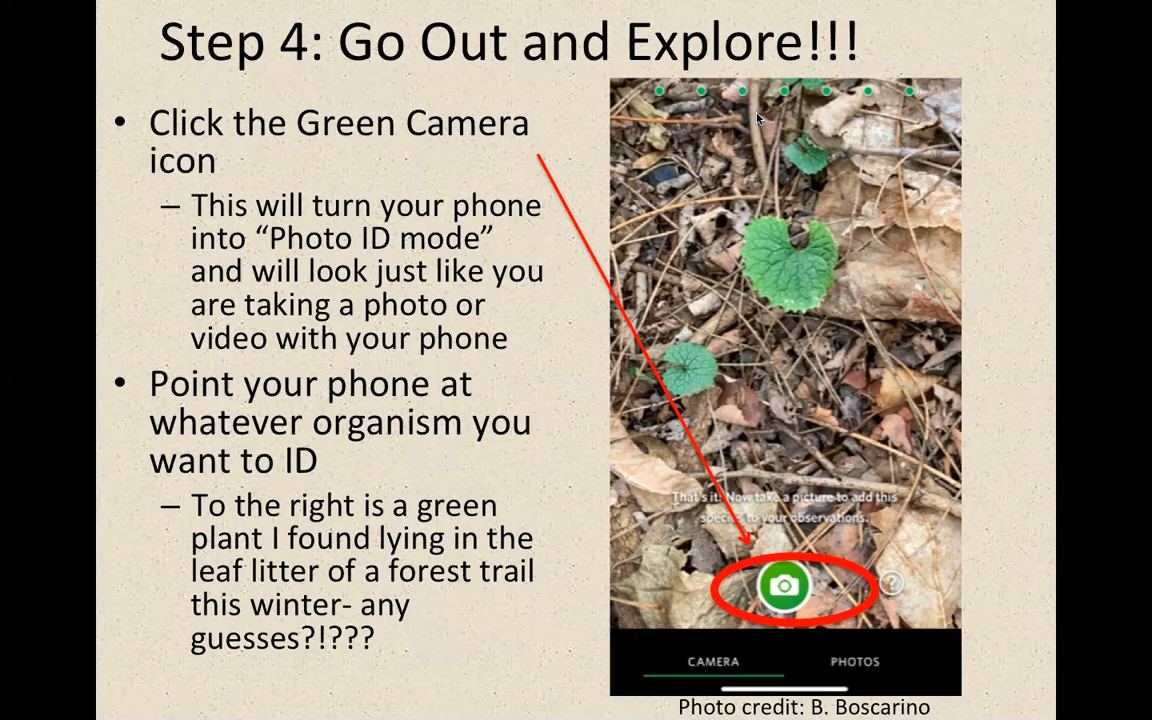 Step 4: Go Out and Explore!!!
• Click the Green Camera
icon
– This will turn your phone
into “Photo ID mode”
and will look just like you
are taking a photo or
video with your phone
• Point your phone at
whatever organism you
want to ID
– To the right is a green
plant I found lying in the
leaf litter of a forest trail
this winter- any
guesses?!???
That's it! Now take a picture to add this
species to your observations.
?
CAMERA PHOTOS
Photo credit: B. Boscarino